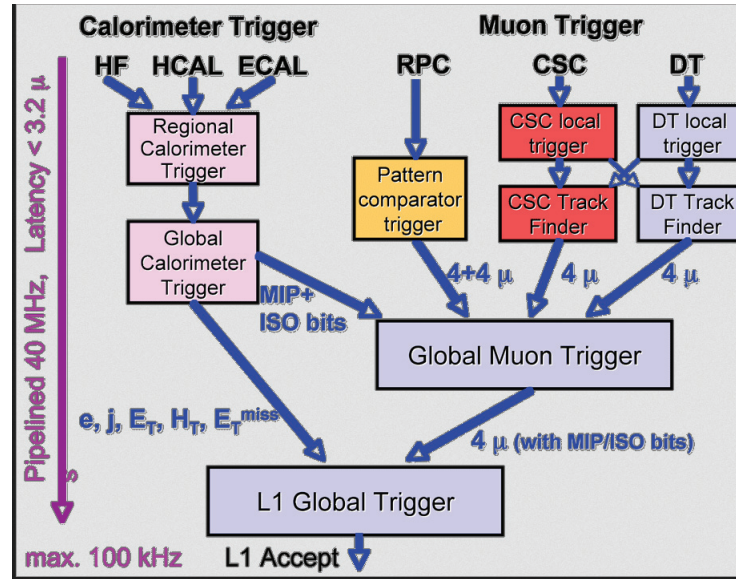 Calorimeter Trigger
Muon Trigger
HF HCAL ECAL
RPC CSC DT
Regional
Calorimeter
Trigger
CSC local
trigger
DT local
trigger
Pattern
comparator
trigger
CSC Track
Finder
DT Track
Finder
Global
Calorimeter
Trigger
MIP+
ISO bits
4+4 μ
4 μ
4 μ
Global Muon Trigger
e, j, E_T, H_T, E_T^miss
4 μ (with MIP/ISO bits)
L1 Global Trigger
L1 Accept
Pipelined 40 MHz, Latency < 3.2 μ
s
max. 100 kHz